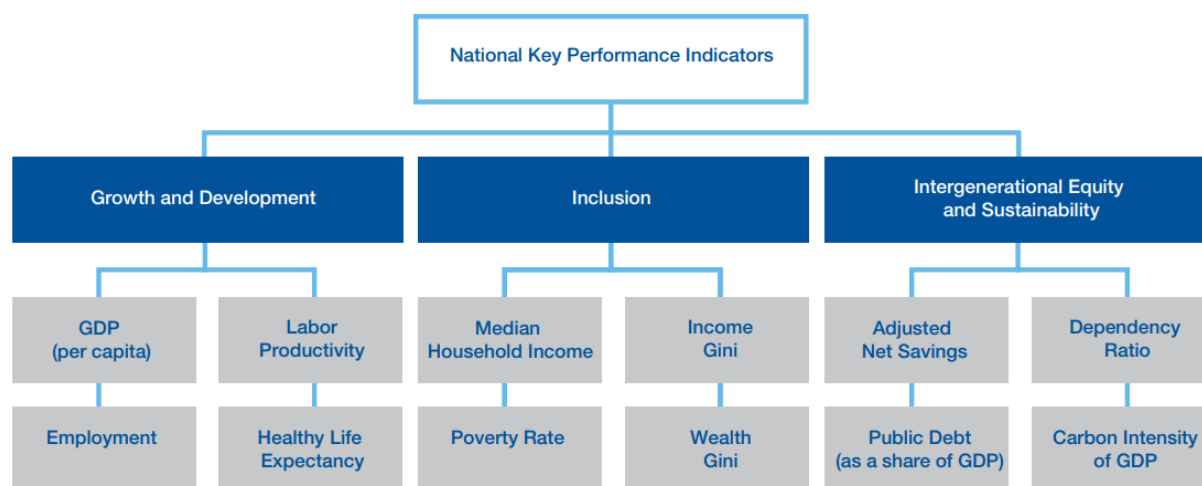 National Key Performance Indicators
Growth and Development
Inclusion
Intergenerational Equity
and Sustainability
GDP
(per capita)
Labor
Productivity
Median
Household Income
Income
Gini
Adjusted
Net Savings
Dependency
Ratio
Employment
Healthy Life
Expectancy
Poverty Rate
Wealth
Gini
Public Debt
(as a share of GDP)
Carbon Intensity
of GDP